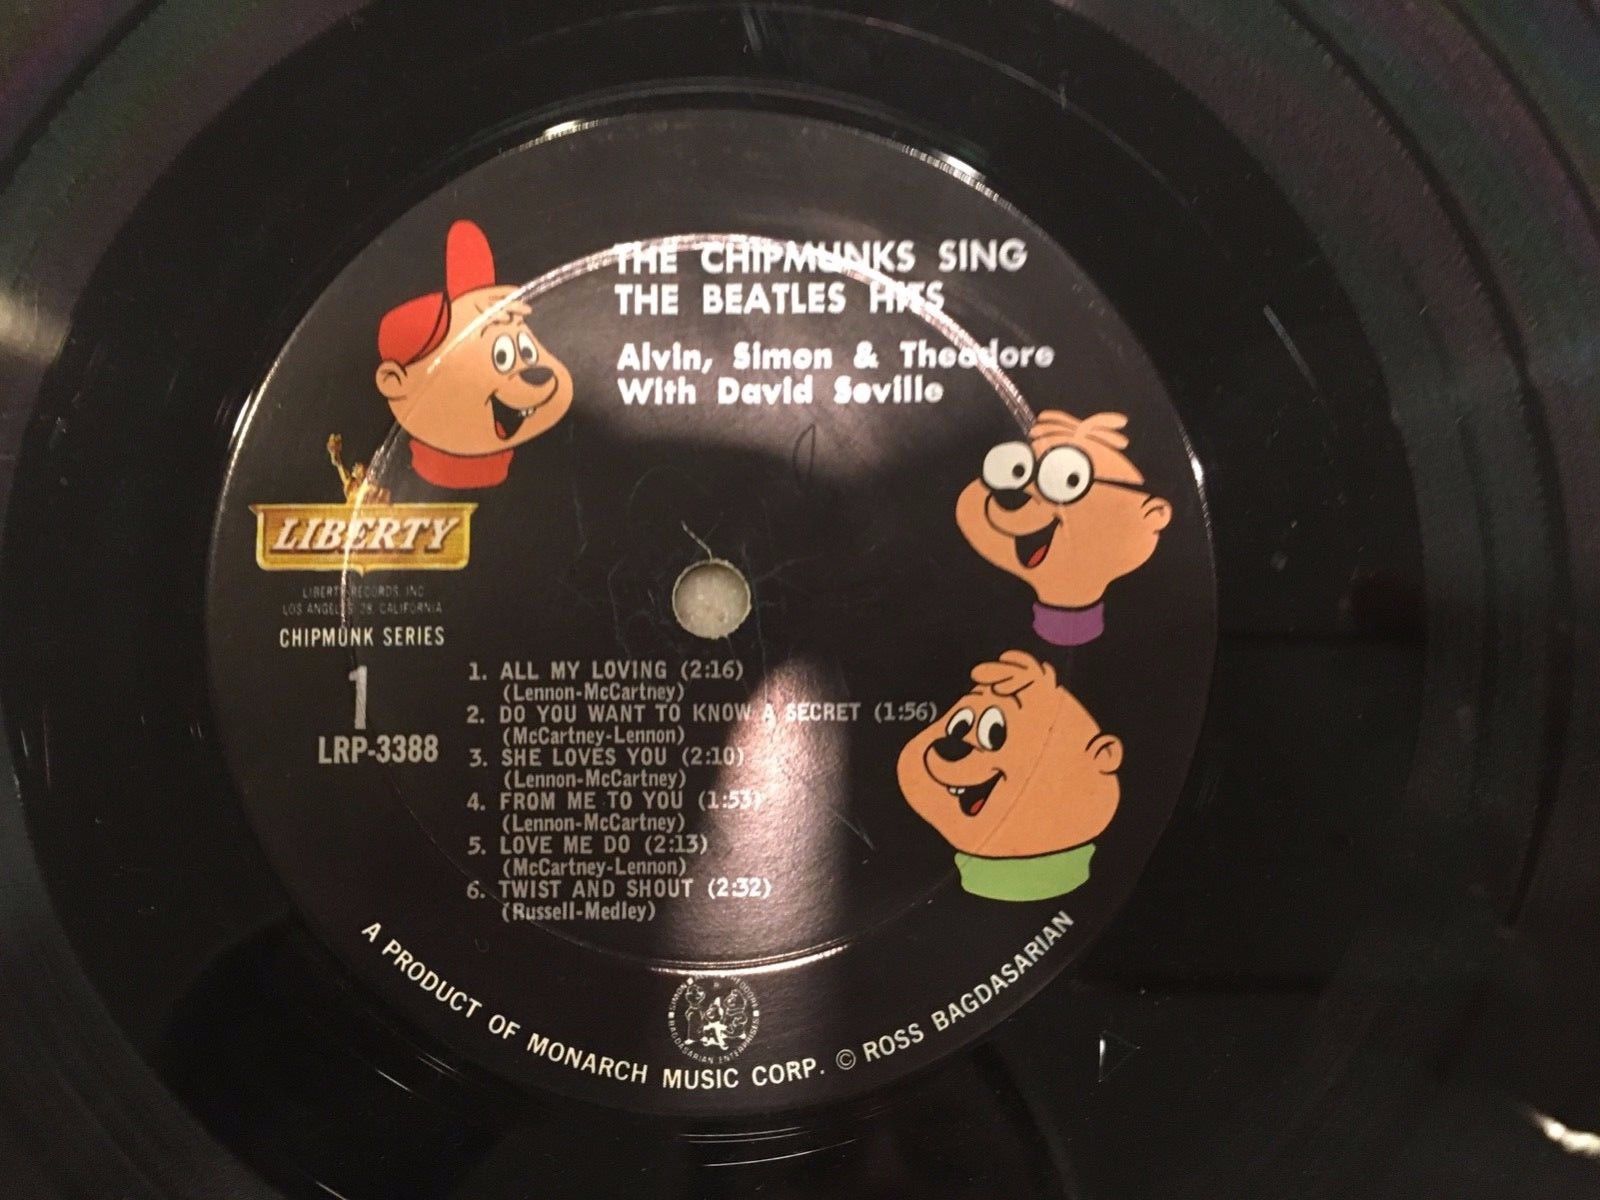 THE CHIPMUNKS SING
THE BEATLES HITS
Alvin, Simon & Theodore
With David Seville
LIBERTY
LIBERTY RECORDS, INC
LOS ANGELES 28, CALIFORNIA
CHIPMUNK SERIES
1
LRP-3388
1. ALL MY LOVING (2:16)
(Lennon-McCartney)
2. DO YOU WANT TO KNOW A SECRET (1:56)
(McCartney-Lennon)
3. SHE LOVES YOU (2:10)
(Lennon-McCartney)
4. FROM ME TO YOU (1:53)
(Lennon-McCartney)
5. LOVE ME DO (2:13)
(McCartney-Lennon)
6. TWIST AND SHOUT (2:32)
(Russell-Medley)
SIMON THEODORE
BAGDASARIAN ENTERPRISES
A PRODUCT OF MONARCH MUSIC CORP. © ROSS BAGDASARIAN